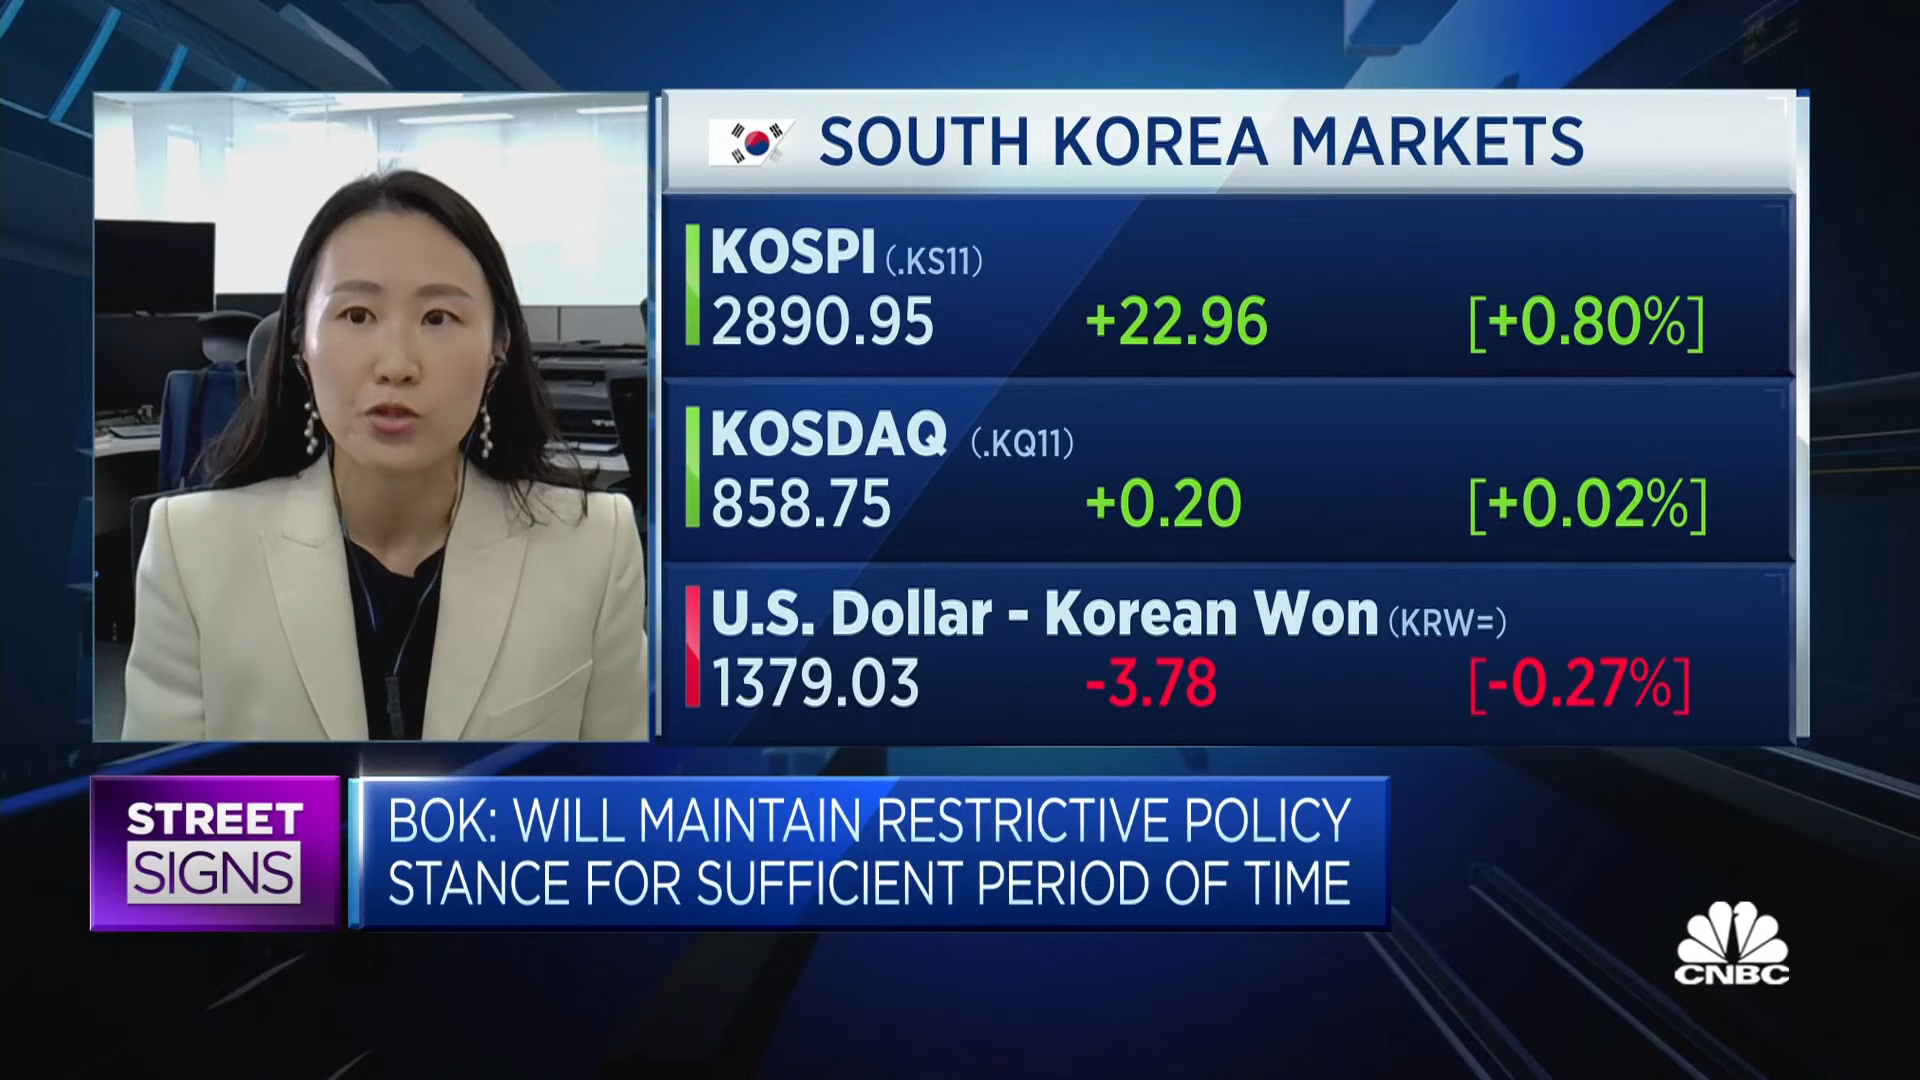 SOUTH KOREA MARKETS
KOSPI (.KS11)
2890.95 +22.96 [+0.80%]
KOSDAQ (.KQ11)
858.75 +0.20 [+0.02%]
U.S. Dollar - Korean Won (KRW=)
1379.03 -3.78 [-0.27%]
STREET
SIGNS
BOK: WILL MAINTAIN RESTRICTIVE POLICY
STANCE FOR SUFFICIENT PERIOD OF TIME
CNBC